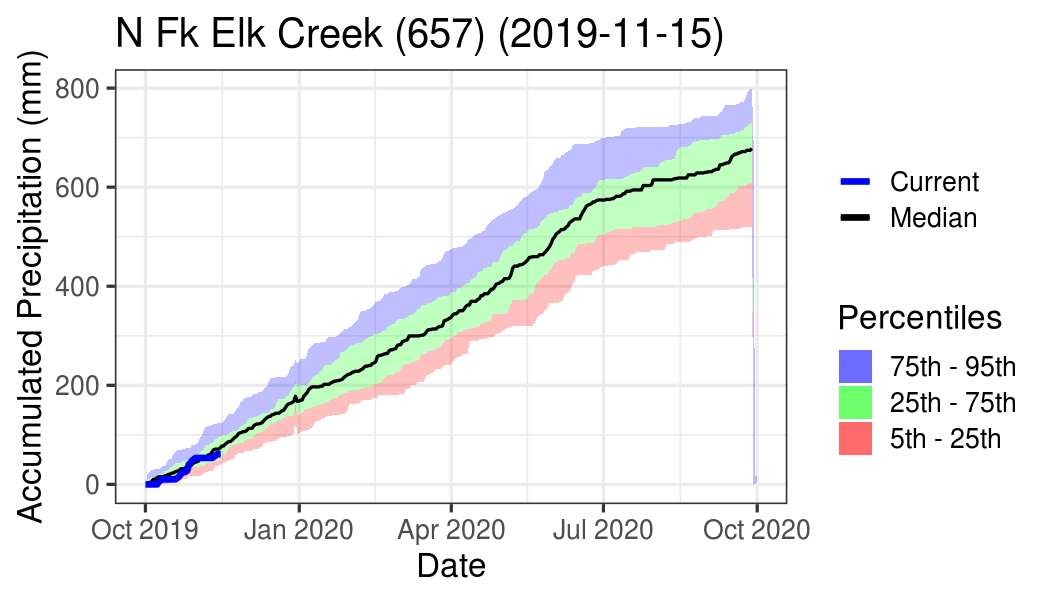 N Fk Elk Creek (657) (2019-11-15)
Accumulated Precipitation (mm)
800
600
400
200
0
Oct 2019
Jan 2020
Apr 2020
Jul 2020
Oct 2020
Date
Current
Median
Percentiles
75th - 95th
25th - 75th
5th - 25th